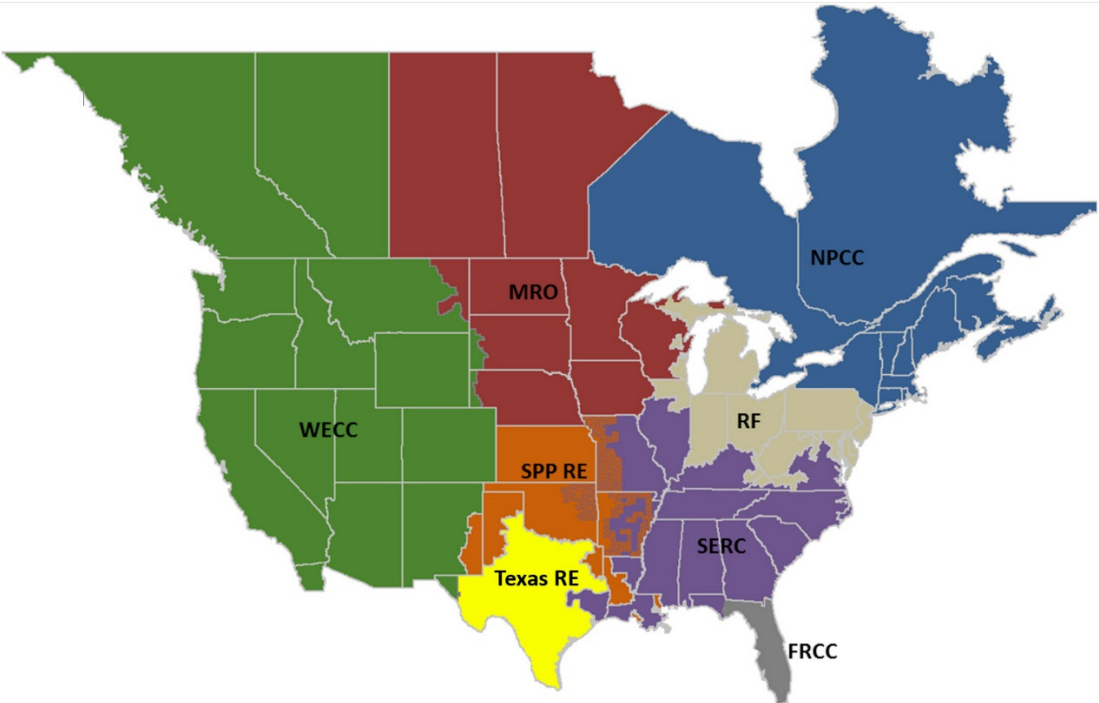 NPCC
MRO
RF
WECC
SPP RE
SERC
Texas RE
FRCC